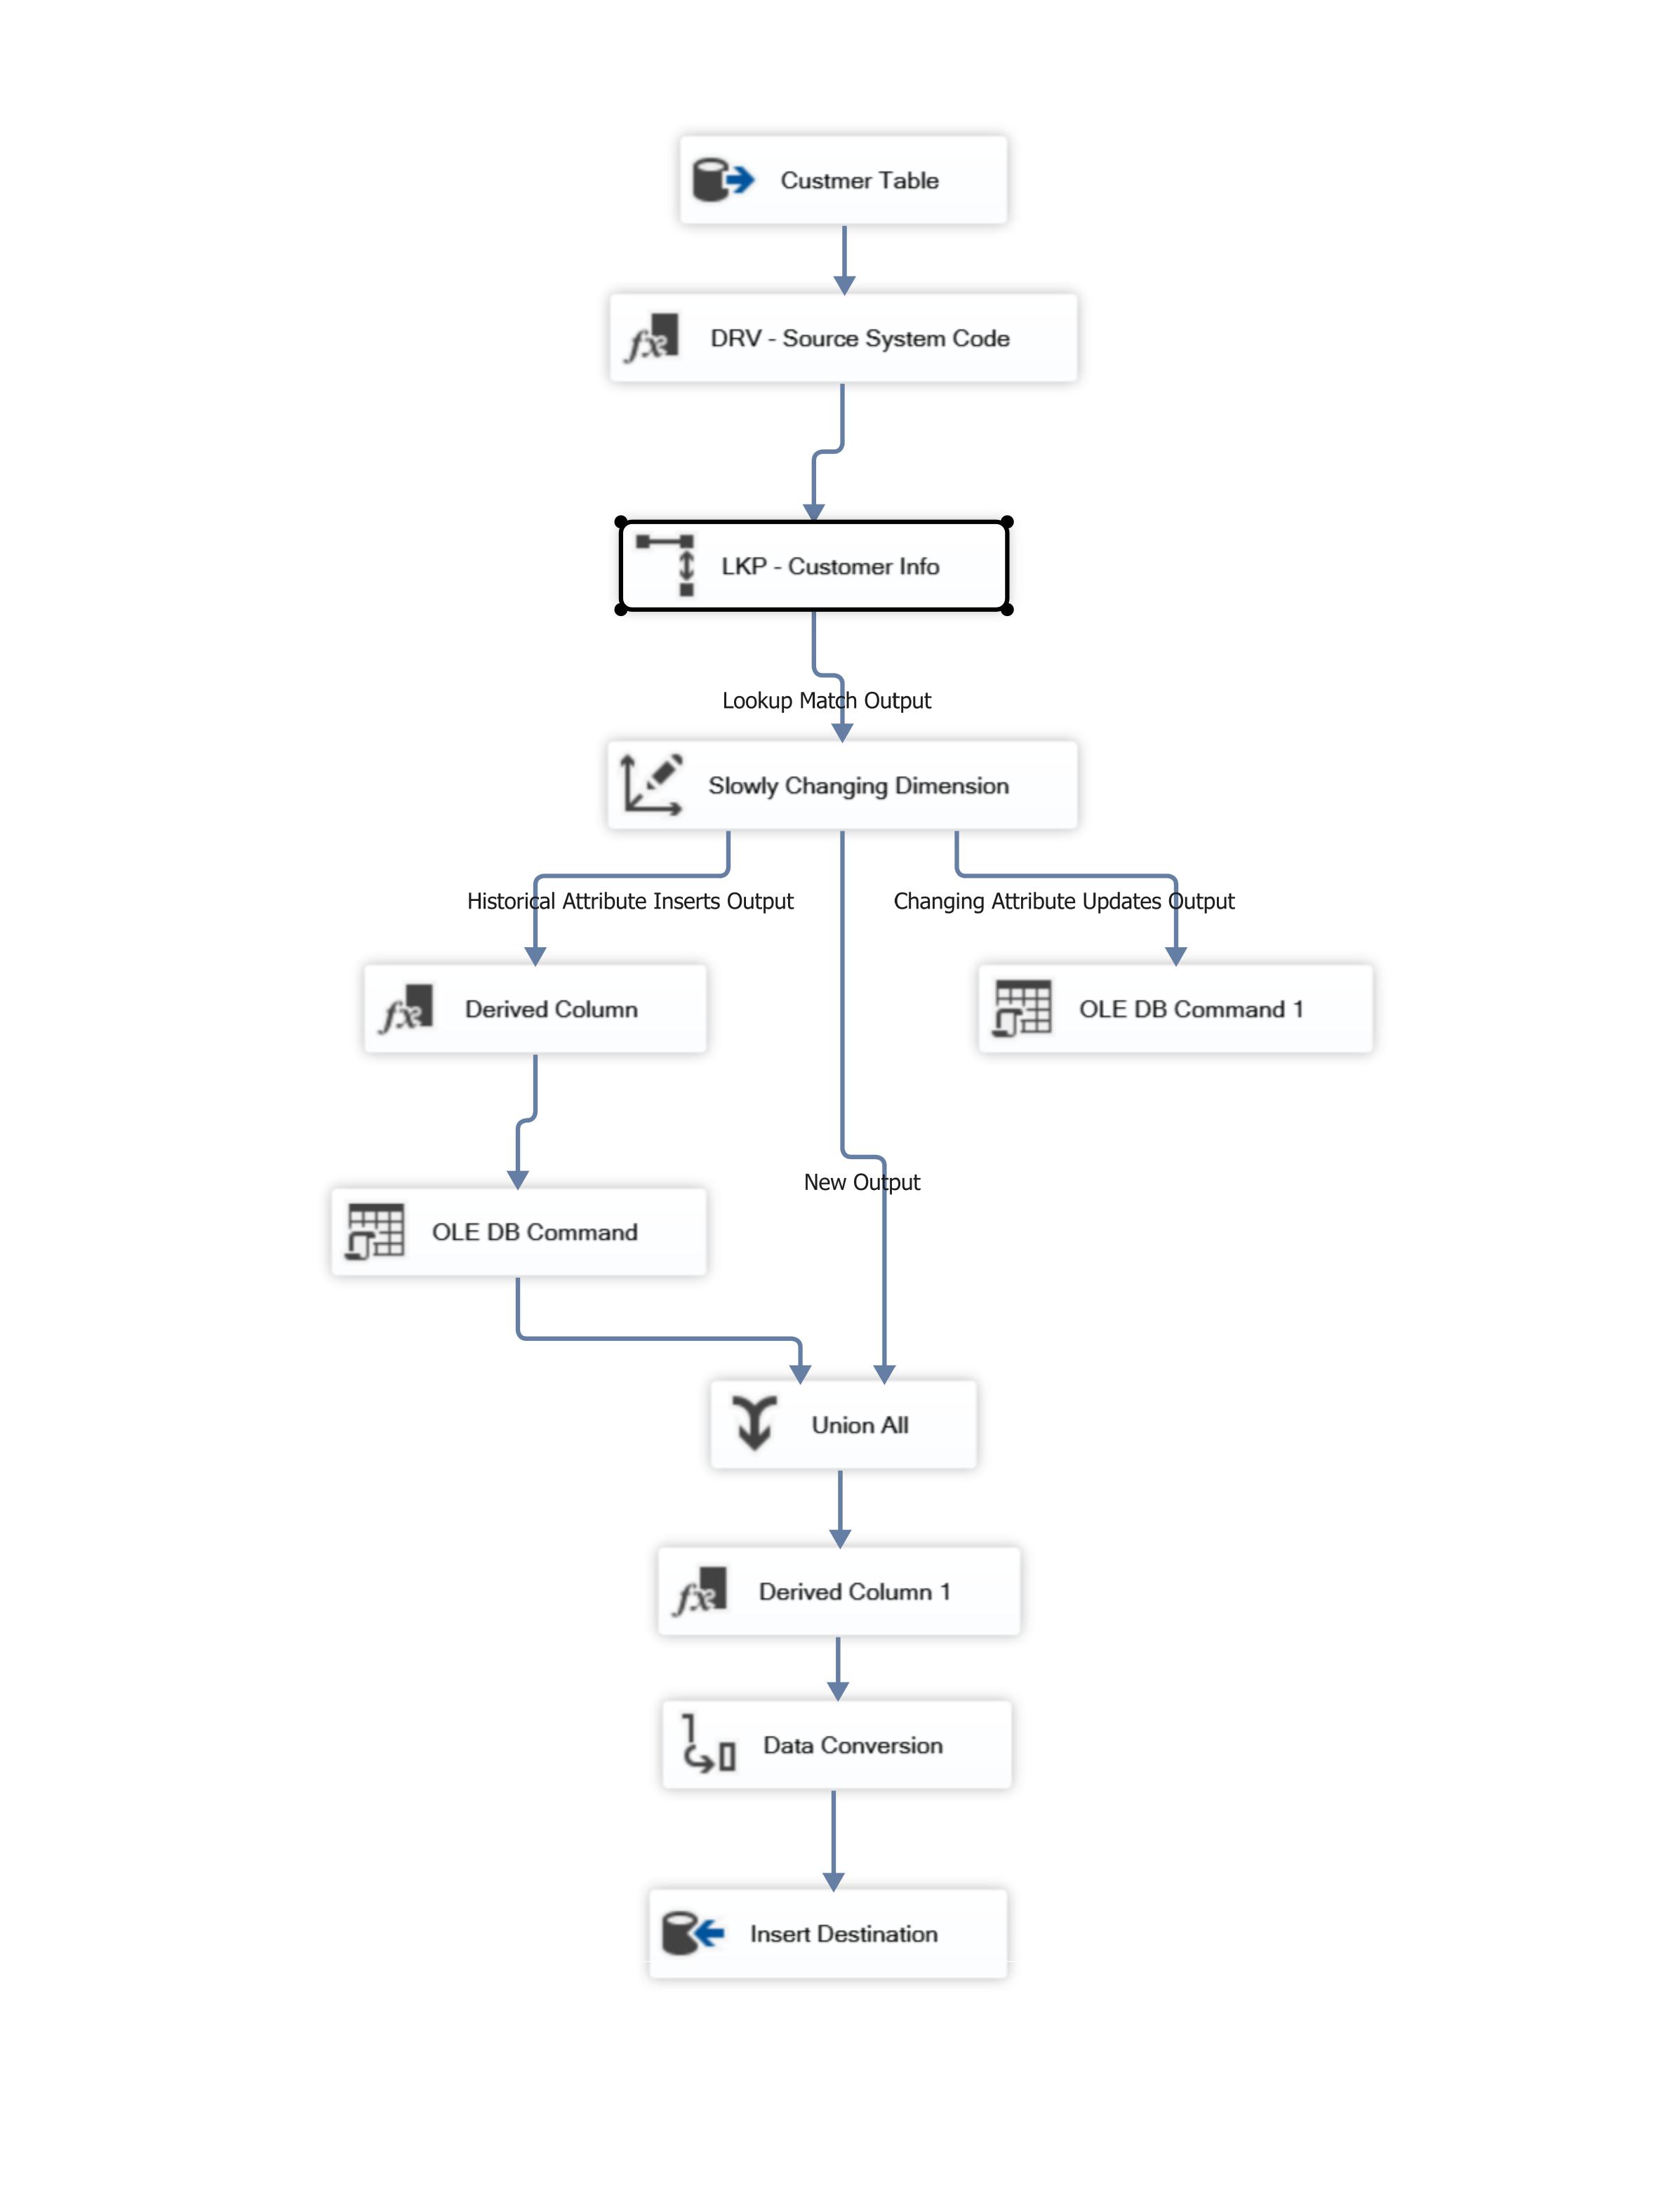 Custmer Table
DRV - Source System Code
LKP - Customer Info
Lookup Match Output
Slowly Changing Dimension
Historical Attribute Inserts Output
Changing Attribute Updates Output
Derived Column
OLE DB Command 1
New Output
OLE DB Command
Union All
Derived Column 1
Data Conversion
Insert Destination